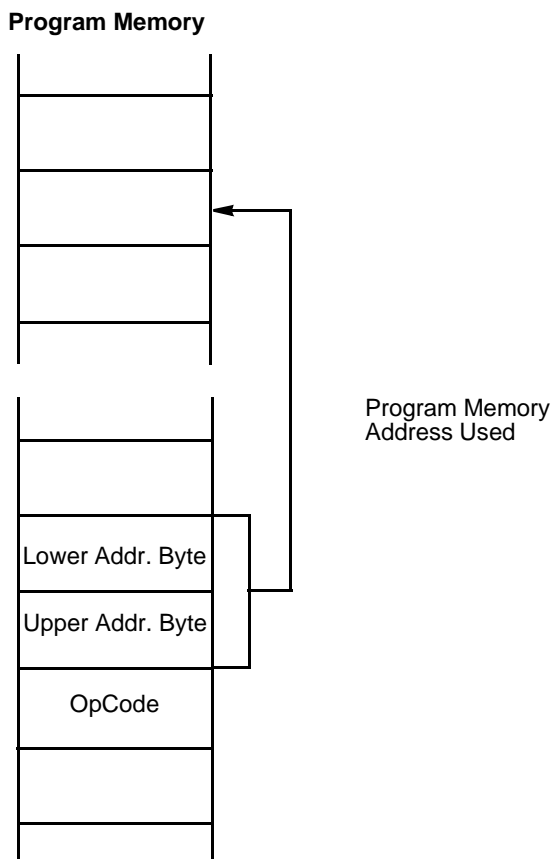 Program Memory
Program Memory
Address Used
Lower Addr. Byte
Upper Addr. Byte
OpCode